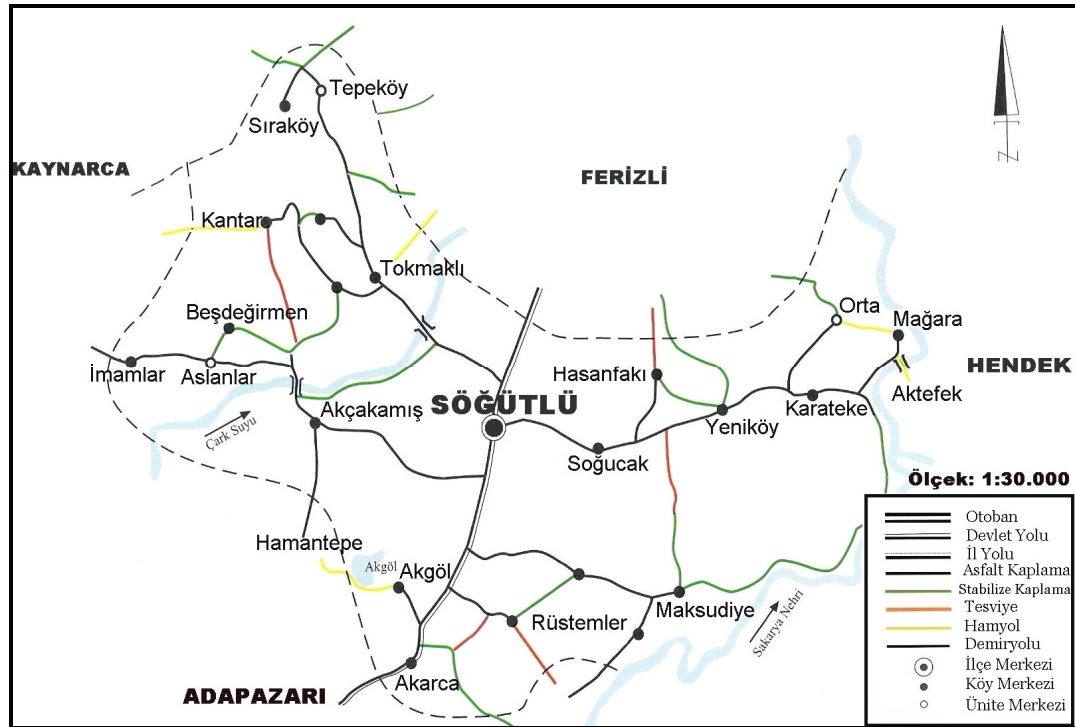 Tepeköy
Sıraköy
KAYNARCA
FERİZLİ
N
Kantar
Tokmaklı
Beşdeğirmen
Orta
Mağara
İmamlar
Aslanlar
HENDEK
Hasanfakı
Aktefek
SÖĞÜTLÜ
Karateke
Akçakamış
Yeniköy
Çark Suyu
Soğucak
Ölçek: 1:30.000
Hamantepe
Akgöl
Akgöl
Maksudiye
Rüstemler
Sakarya Nehri
Akarca
ADAPAZARI
Otoban
Devlet Yolu
İl Yolu
Asfalt Kaplama
Stabilize Kaplama
Tesviye
Hamyol
Demiryolu
İlçe Merkezi
Köy Merkezi
Ünite Merkezi